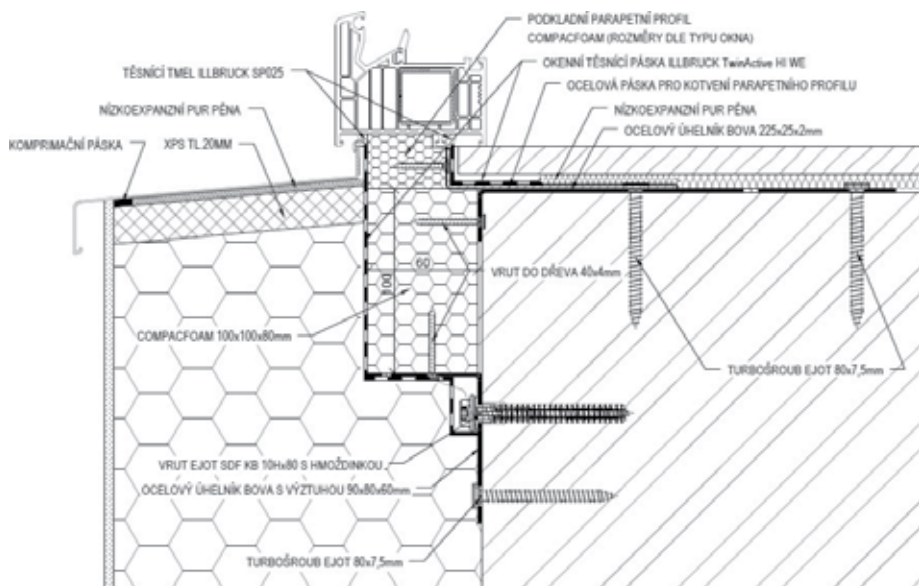 PODKLADNÍ PARAPETNÍ PROFIL
COMPACFOAM (ROZMĚRY DLE TYPU OKNA)
TĚSNÍCÍ TMEL ILLBRUCK SP025
OKENNÍ TĚSNÍCÍ PÁSKA ILLBRUCK TwinActive HI WE
OCELOVÁ PÁSKA PRO KOTVENÍ PARAPETNÍHO PROFILU
NÍZKOEXPANZNÍ PUR PĚNA
NÍZKOEXPANZNÍ PUR PĚNA
OCELOVÝ ÚHELNÍK BOVA 225x25x2mm
KOMPRIMAČNÍ PÁSKA
XPS TL.20MM
60
100
VRUT DO DŘEVA 40x4mm
COMPACFOAM 100x100x80mm
TURBOŠROUB EJOT 80x7,5mm
VRUT EJOT SDF KB 10Hx80 S HMOŽDINKOU
OCELOVÝ ÚHELNÍK BOVA S VÝZTUHOU 90x80x60mm
TURBOŠROUB EJOT 80x7,5mm